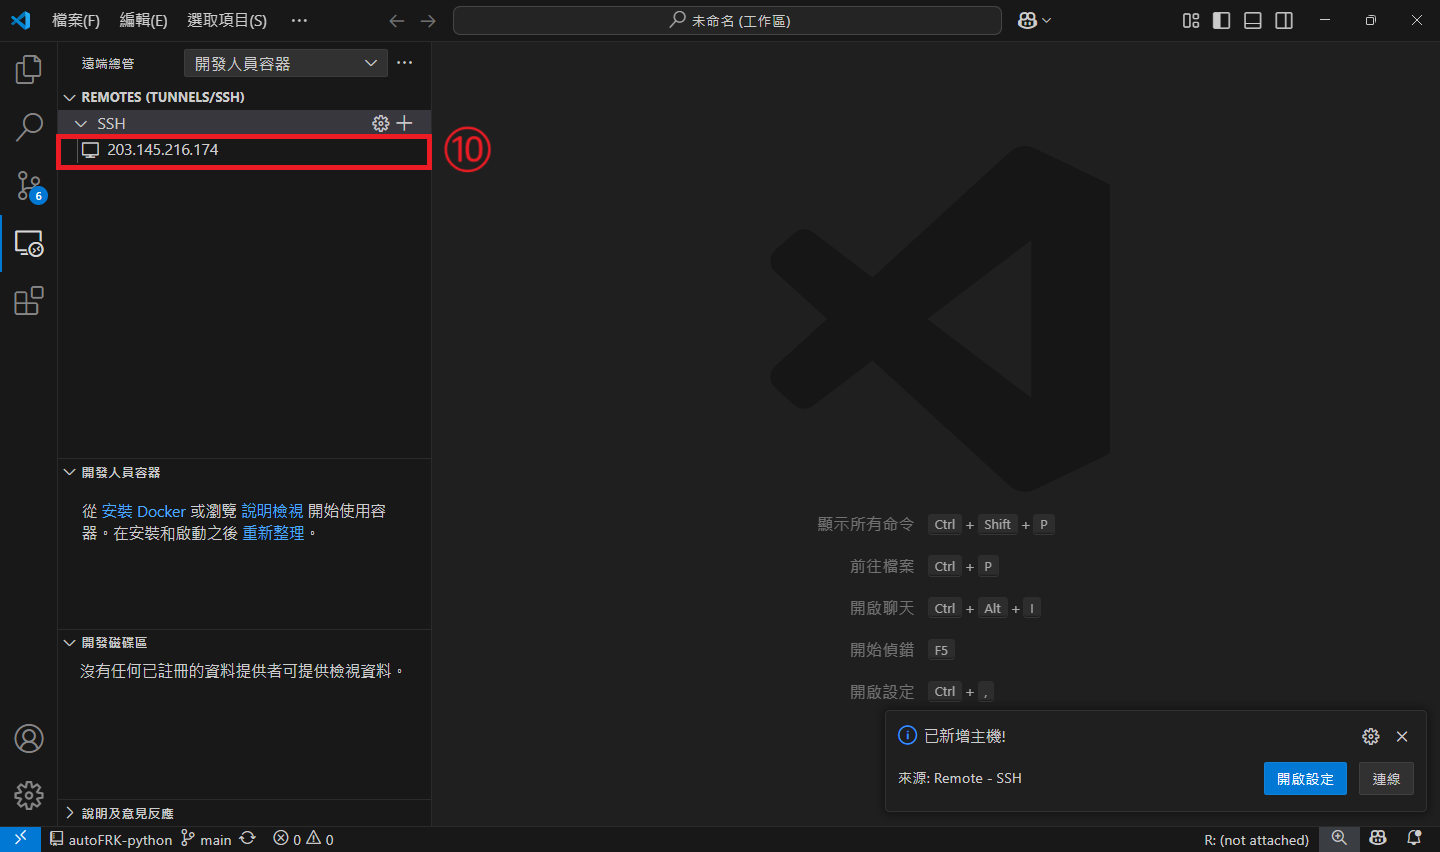 檔案(F) 編輯(E) 選取項目(S) ··· 未命名 (工作區)
遠端總管 開發人員容器 ···
REMOTES (TUNNELS/SSH)
SSH
203.145.216.174 ⑩
6
開發人員容器
從 安裝 Docker 或瀏覽 說明檢視 開始使用容
器。在安裝和啟動之後 重新整理。
開發磁碟區
沒有任何已註冊的資料提供者可提供檢視資料。
說明及意見反應
顯示所有命令 Ctrl + Shift + P
前往檔案 Ctrl + P
開啟聊天 Ctrl + Alt + I
開始偵錯 F5
開啟設定 Ctrl + ,
已新增主機!
來源: Remote - SSH 開啟設定 連線
autoFRK-python main 0 0 R: (not attached)